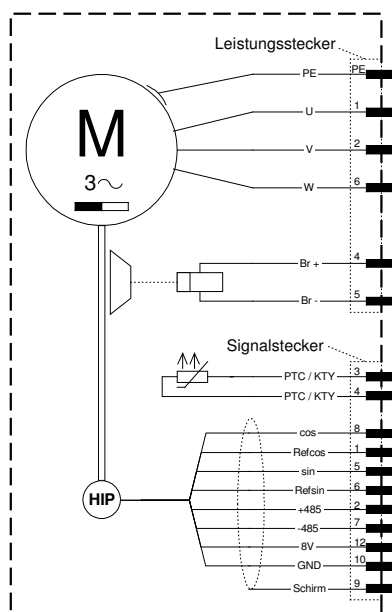 Leistungsstecker
PE PE
U 1
M
V 2
3
W 6
Br + 4
Br - 5
Signalstecker
PTC / KTY 3
PTC / KTY 4
cos 8
Refcos 1
sin 5
Refsin 6
HIP
+485 2
-485 7
8V 12
GND 10
Schirm 9